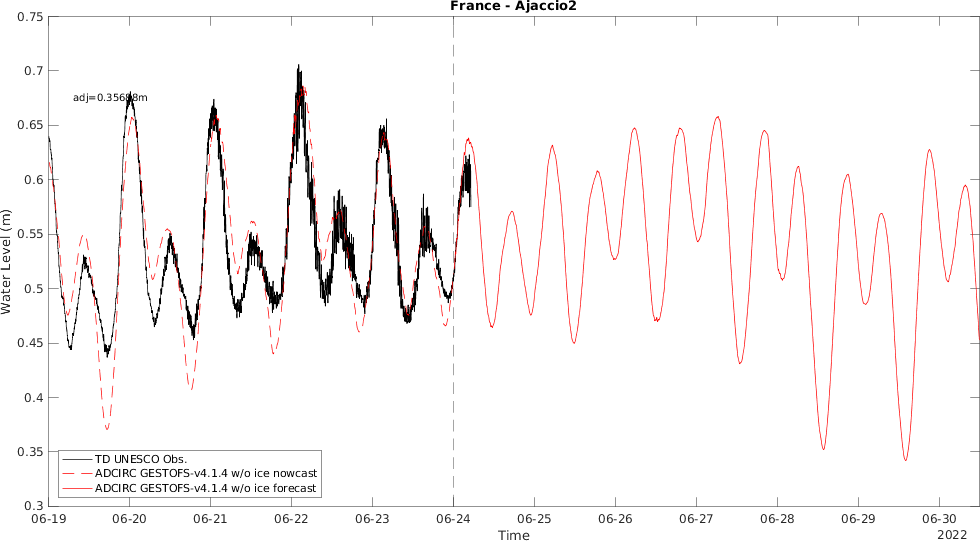 France - Ajaccio2
0.75
0.7
0.65
0.6
0.55
0.5
0.45
0.4
0.35
0.3
Water Level (m)
TD UNESCO Obs.
ADCIRC GESTOFS-v4.1.4 w/o ice nowcast
ADCIRC GESTOFS-v4.1.4 w/o ice forecast
06-19 06-20 06-21 06-22 06-23 06-24 06-25 06-26 06-27 06-28 06-29 06-30
Time
2022